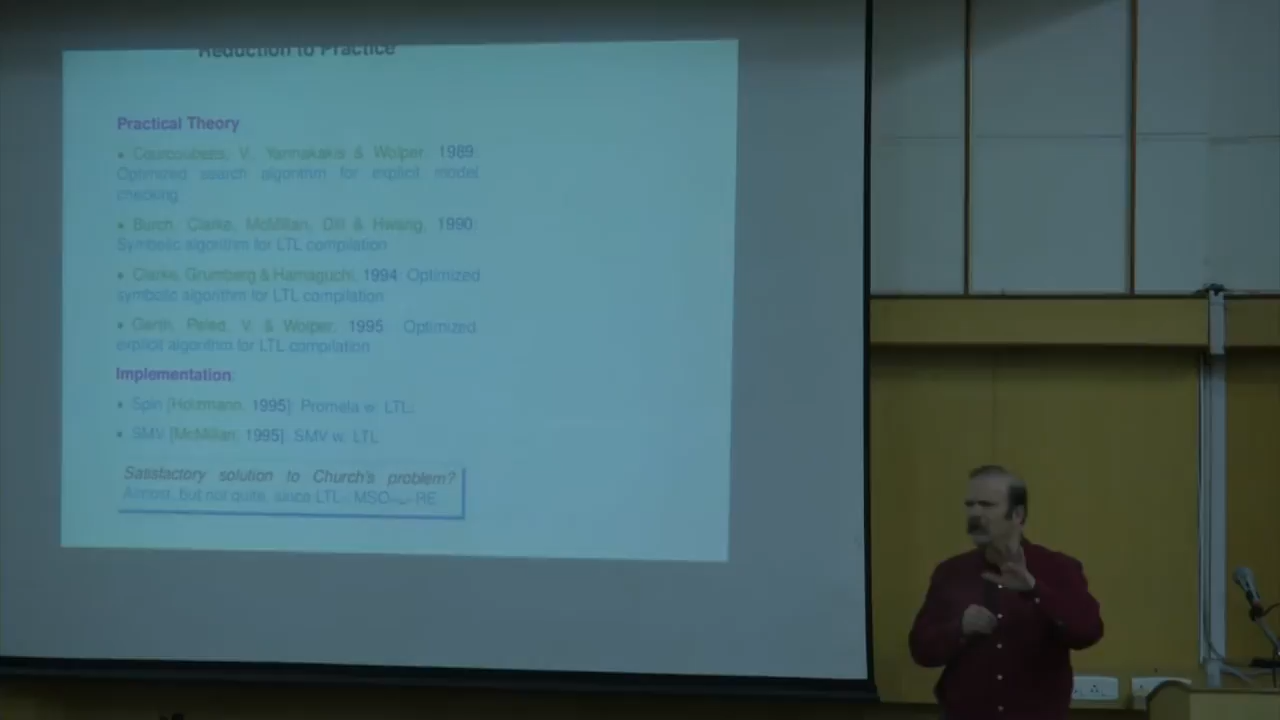 Reduction to Practice
Practical Theory
• Courcoubetis, V., Yannakakis & Wolper, 1989:
Optimized search algorithm for explicit model
checking
• Burch, Clarke, McMillan, Dill & Hwang, 1990:
Symbolic algorithm for LTL compilation
• Clarke, Grumberg & Hamaguchi, 1994: Optimized
symbolic algorithm for LTL compilation
• Gerth, Peled, V. & Wolper, 1995: Optimized
explicit algorithm for LTL compilation
Implementation:
• Spin [Holzmann, 1995]: Promela w. LTL:
• SMV [McMillan, 1995]: SMV w. LTL
Satisfactory solution to Church's problem?
Almost, but not quite, since LTL MSO RE.